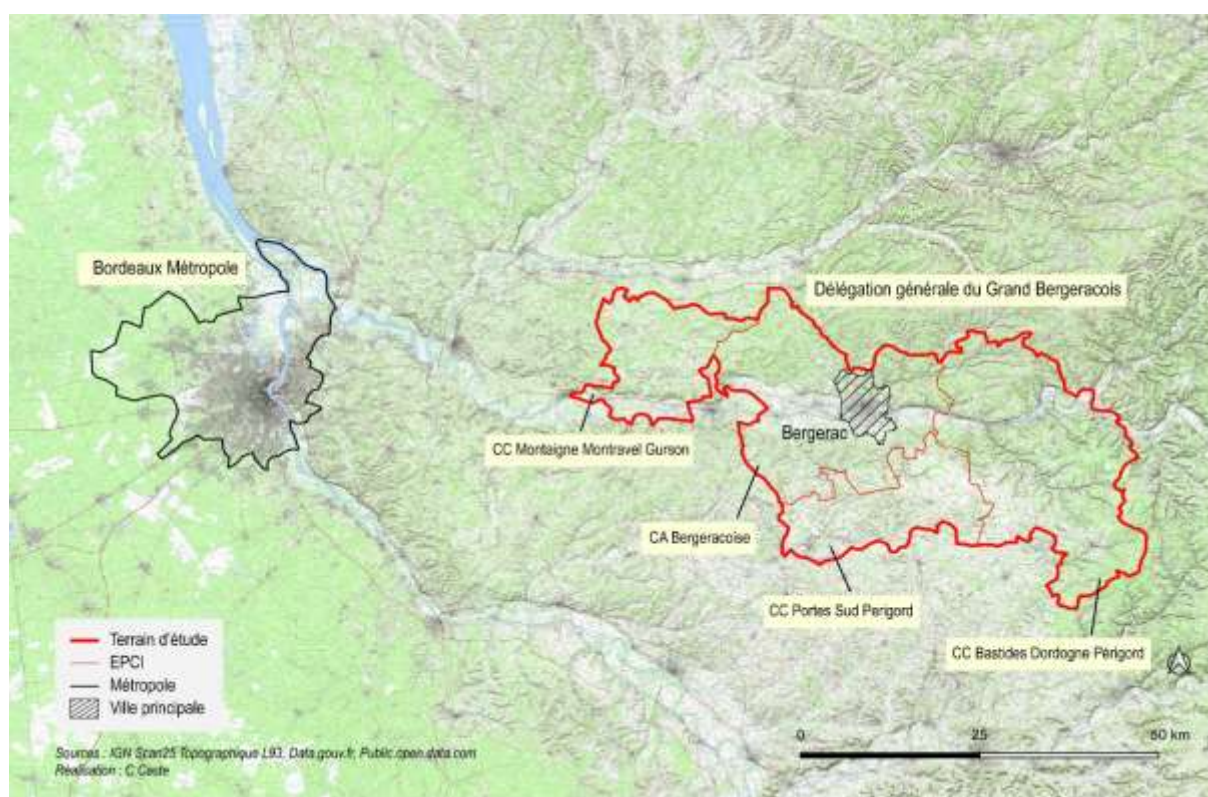 Bordeaux Métropole
Délégation générale du Grand Bergeracois
CC Montaigne Montravel Gurson
Bergerac
CA Bergeracoise
CC Portes Sud Perigord
CC Bastides Dordogne Périgord
Terrain d'étude
EPCI
Métropole
Ville principale
Sources : IGN Scan25 Topographique L93, Data.gouv.fr, Public.open.data.com
Réalisation : C.Caste
0 25 50 km